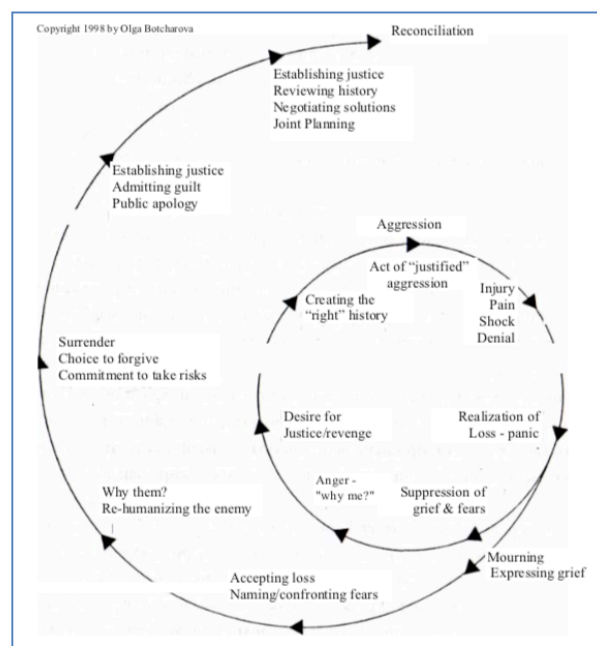 Copyright 1998 by Olga Botcharova
Reconciliation
Establishing justice
Reviewing history
Negotiating solutions
Joint Planning
Establishing justice
Admitting guilt
Public apology
Aggression
Act of "justified"
aggression
Injury
Pain
Shock
Denial
Creating the
"right" history
Surrender
Choice to forgive
Commitment to take risks
Desire for
Justice/revenge
Realization of
Loss - panic
Anger -
"why me?"
Suppression of
grief & fears
Why them?
Re-humanizing the enemy
Mourning
Expressing grief
Accepting loss
Naming/confronting fears